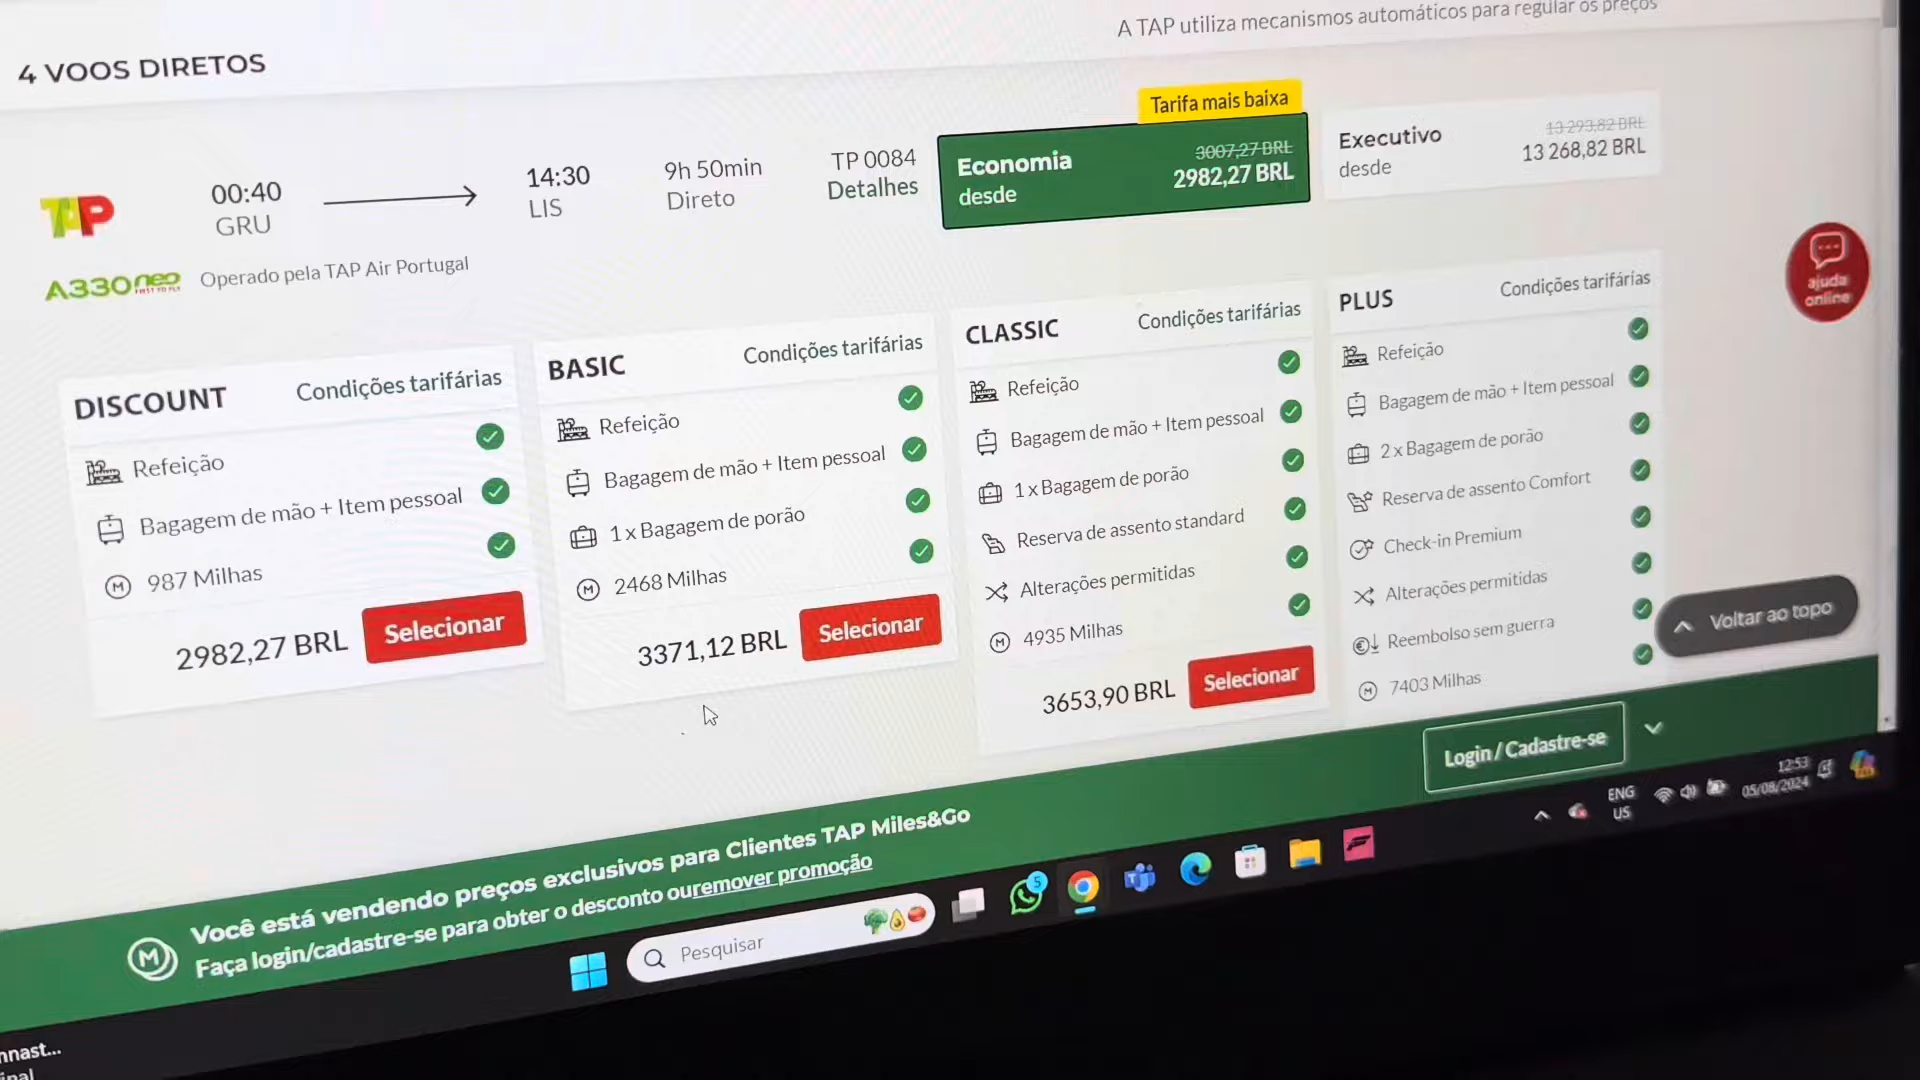 A TAP utiliza mecanismos automáticos para regular os preços
4 VOOS DIRETOS
Tarifa mais baixa
TAP
00:40
GRU
14:30
LIS
9h 50min
Direto
TP 0084
Detalhes
Economia
desde
3007,27 BRL
2982,27 BRL
Executivo
desde
13 293,82 BRL
13 268,82 BRL
A330neo
Operado pela TAP Air Portugal
ajuda
online
DISCOUNT
Condições tarifárias
Refeição
Bagagem de mão + Item pessoal
987 Milhas
2982,27 BRL
Selecionar
BASIC
Condições tarifárias
Refeição
Bagagem de mão + Item pessoal
1 x Bagagem de porão
2468 Milhas
3371,12 BRL
Selecionar
CLASSIC
Condições tarifárias
Refeição
Bagagem de mão + Item pessoal
1 x Bagagem de porão
Reserva de assento standard
Alterações permitidas
4935 Milhas
3653,90 BRL
Selecionar
PLUS
Condições tarifárias
Refeição
Bagagem de mão + Item pessoal
2 x Bagagem de porão
Reserva de assento Comfort
Check-in Premium
Alterações permitidas
Reembolso sem guerra
7403 Milhas
Voltar ao topo
Você está vendendo preços exclusivos para Clientes TAP Miles&Go
Faça login/cadastre-se para obter o desconto ou remover promoção
Login / Cadastre-se
Pesquisar
5
ENG
US
12:53
05/08/2024